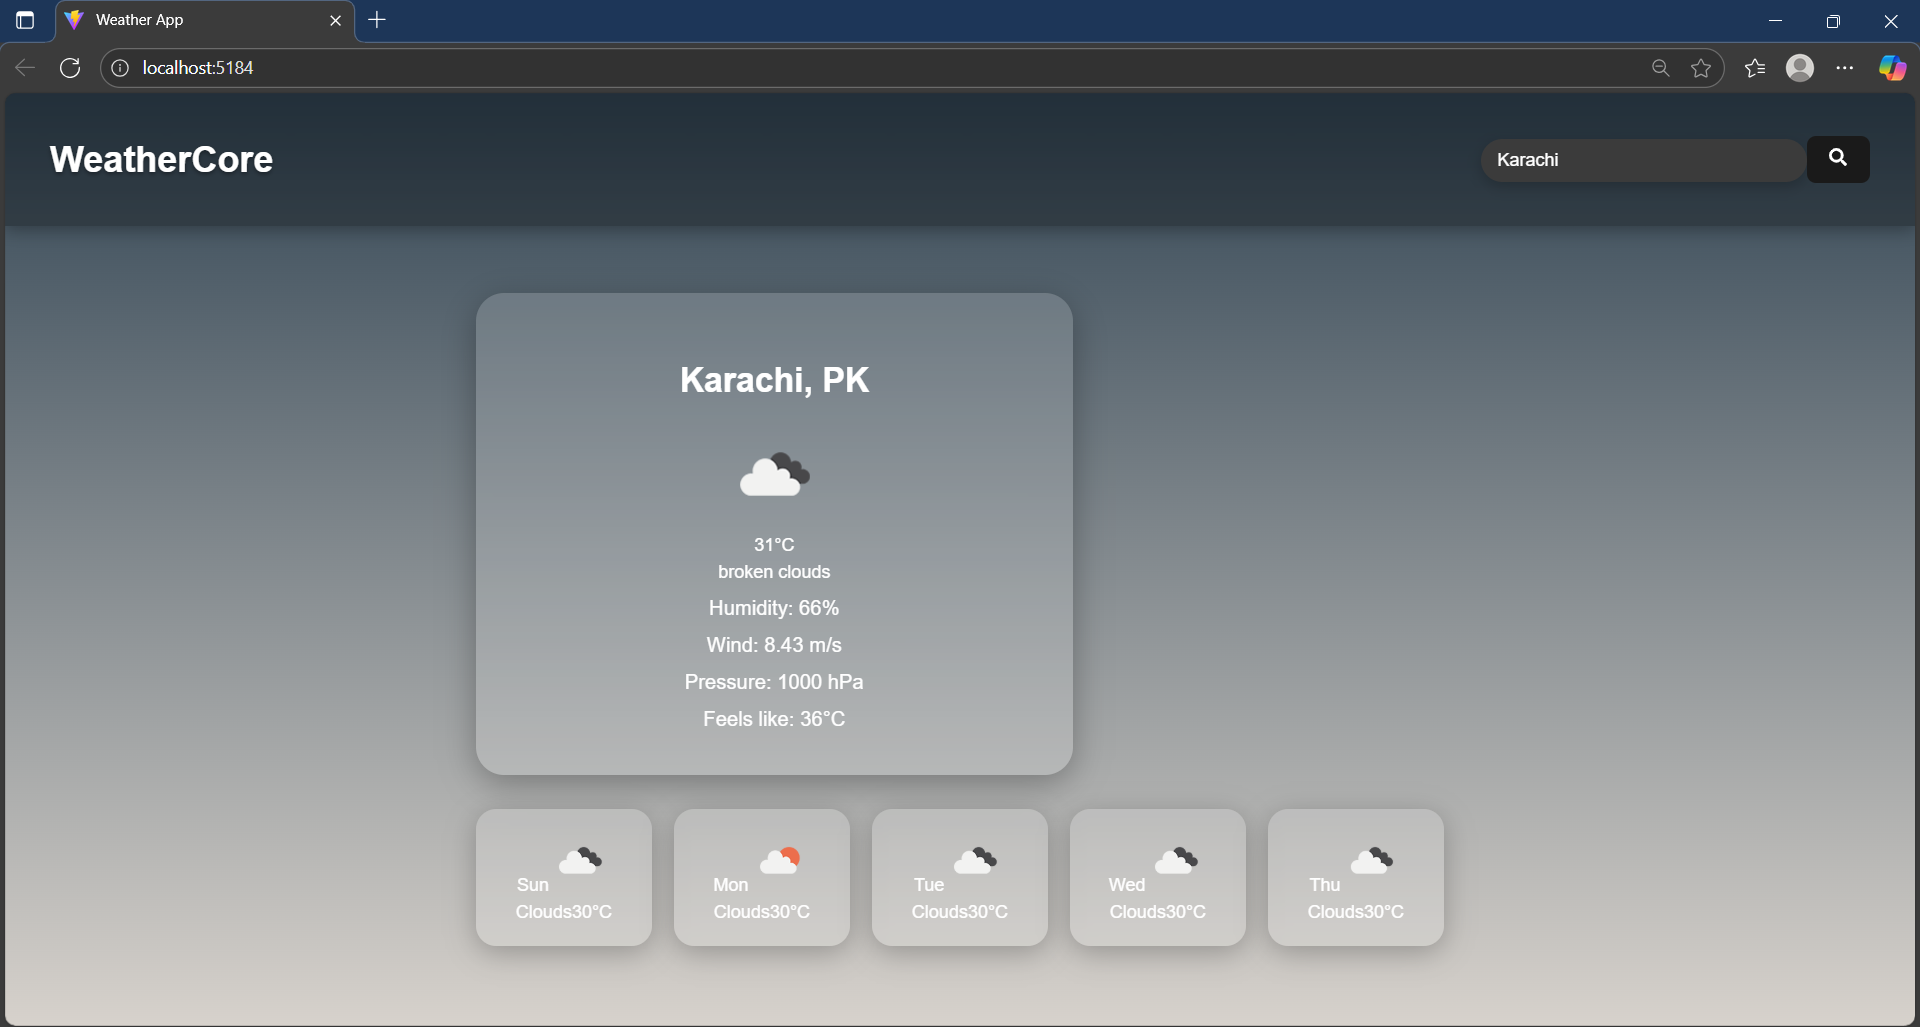 Weather App
localhost:5184
WeatherCore
Karachi
Karachi, PK
31°C
broken clouds
Humidity: 66%
Wind: 8.43 m/s
Pressure: 1000 hPa
Feels like: 36°C
Sun
Clouds30°C
Mon
Clouds30°C
Tue
Clouds30°C
Wed
Clouds30°C
Thu
Clouds30°C